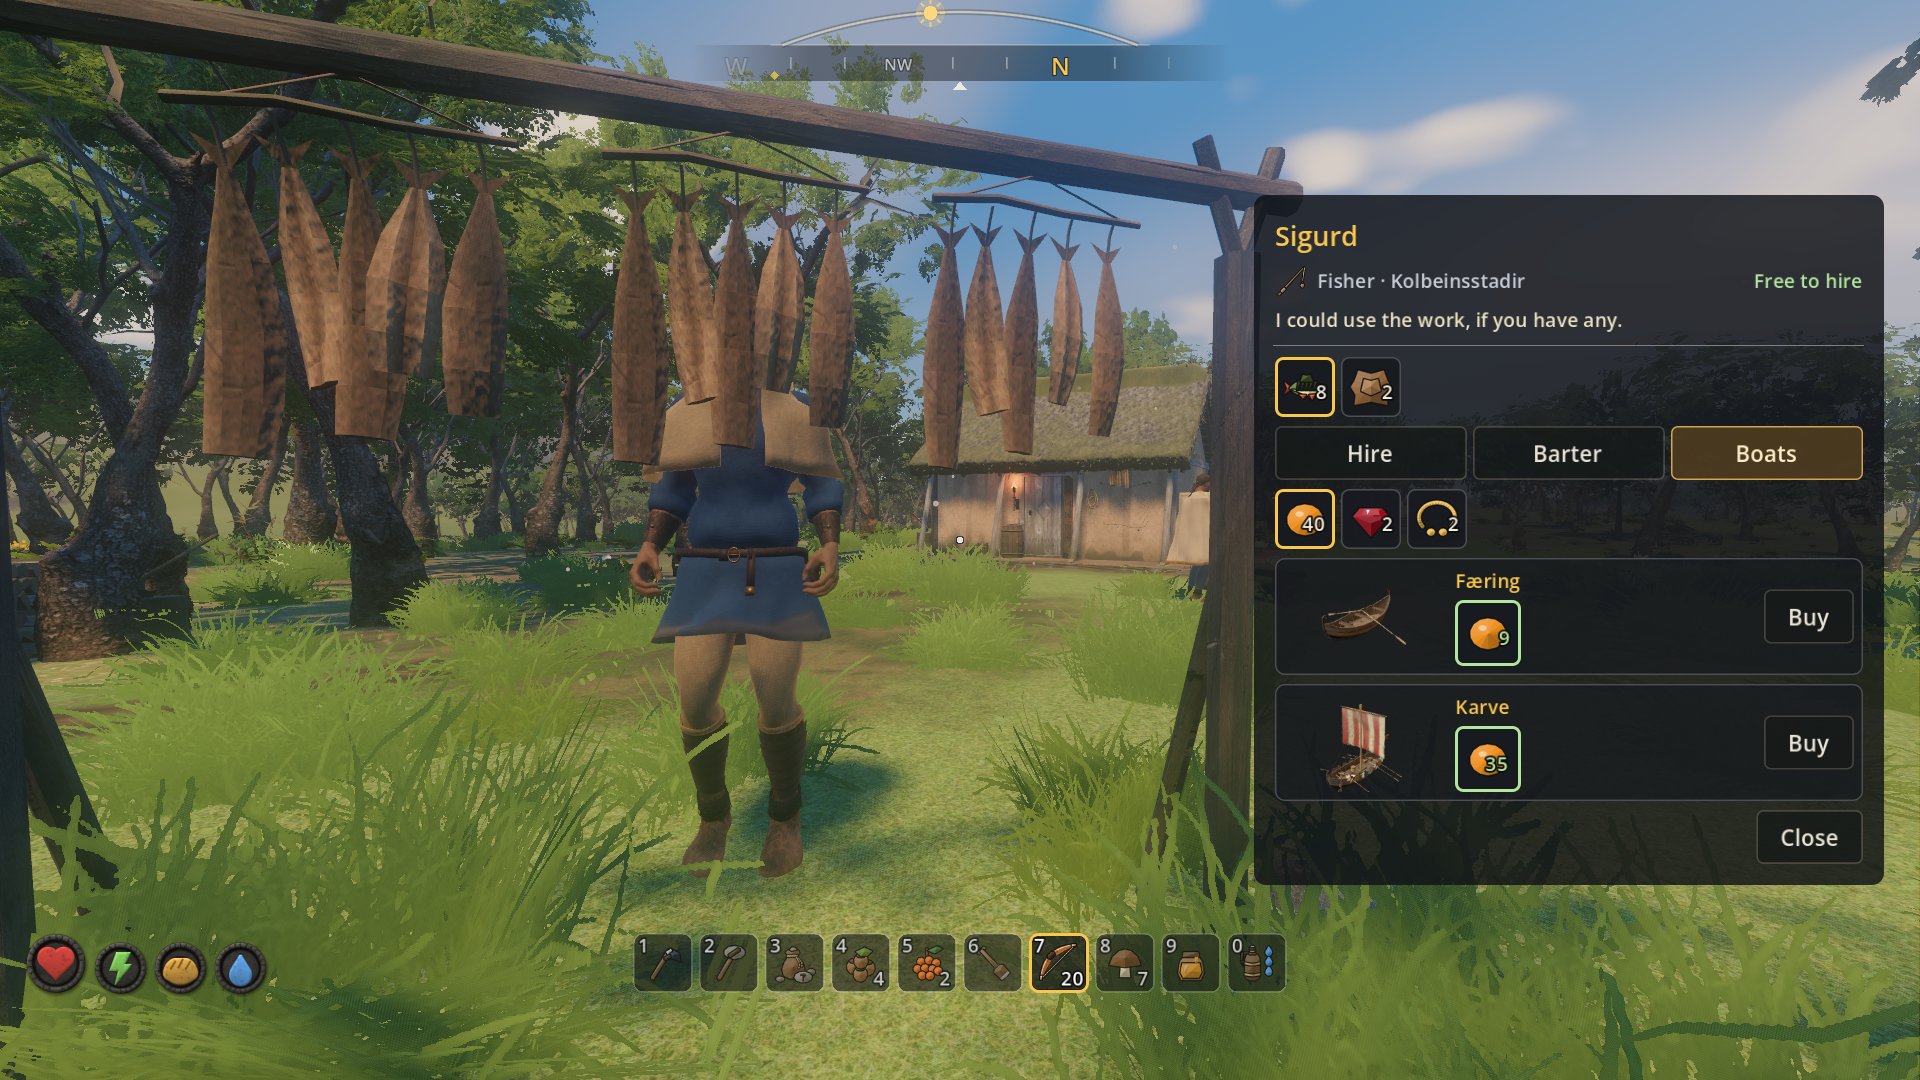 W NW N
Sigurd
Fisher · Kolbeinsstadir Free to hire
I could use the work, if you have any.
8 2
Hire Barter Boats
40 2 2
Færing
9 Buy
Karve
35 Buy
Close
1 2 3 4 5 6 7 8 9 0
4 2 20 7